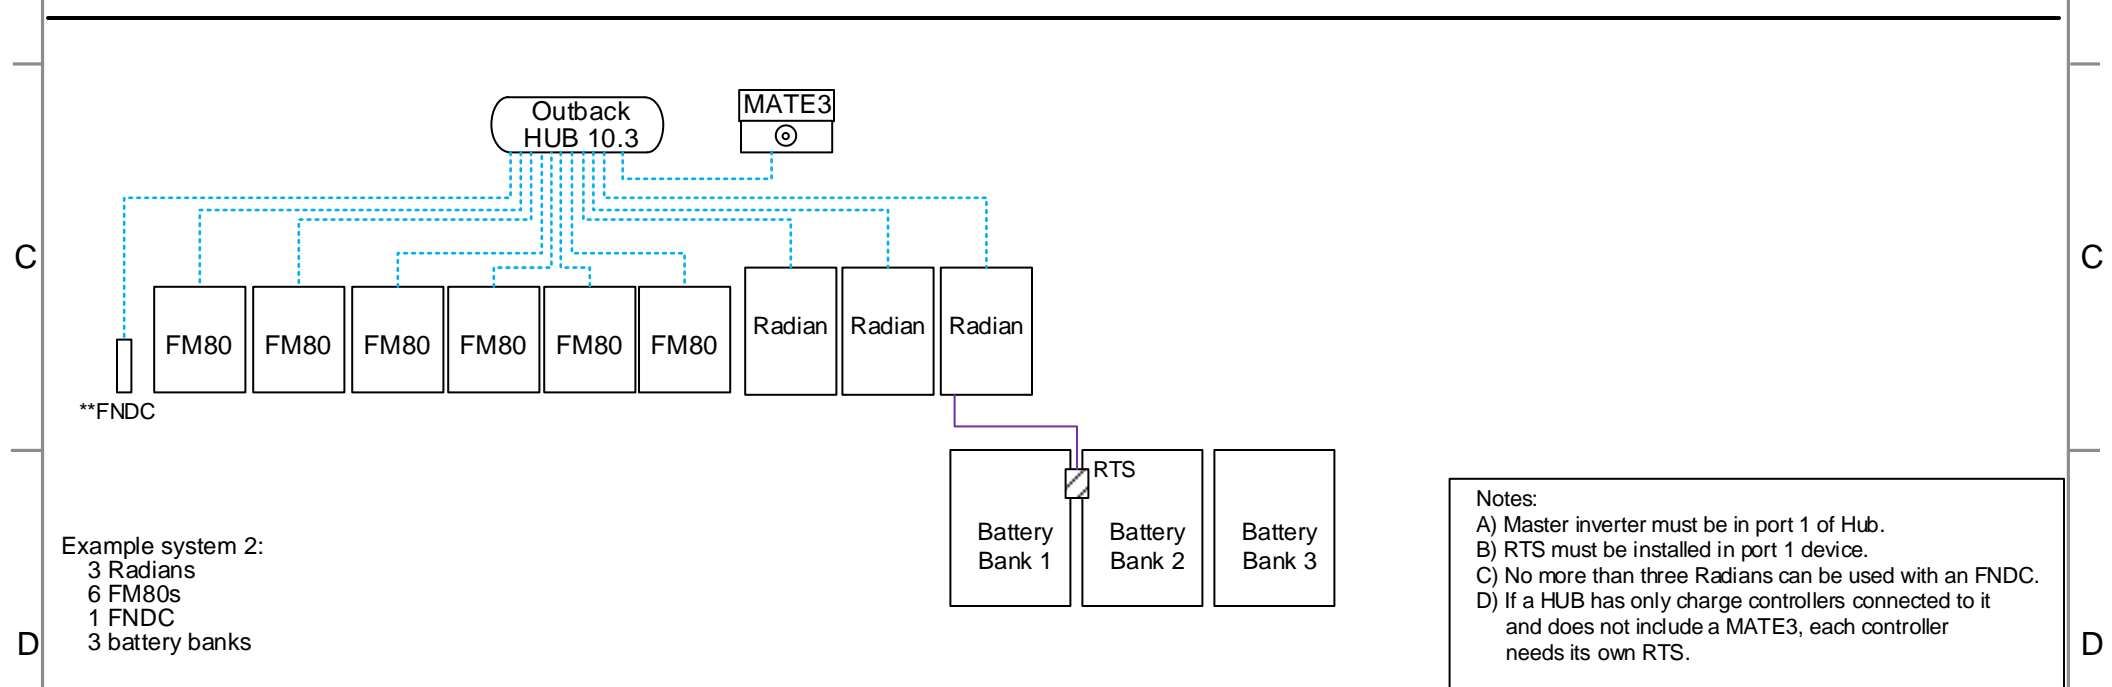 Outback
HUB 10.3
MATE3
C
C
FM80
FM80
FM80
FM80
FM80
FM80
Radian
Radian
Radian
**FNDC
RTS
Battery
Bank 1
Battery
Bank 2
Battery
Bank 3
Example system 2:
3 Radians
6 FM80s
1 FNDC
3 battery banks
Notes:
A) Master inverter must be in port 1 of Hub.
B) RTS must be installed in port 1 device.
C) No more than three Radians can be used with an FNDC.
D) If a HUB has only charge controllers connected to it
and does not include a MATE3, each controller
needs its own RTS.
D
D